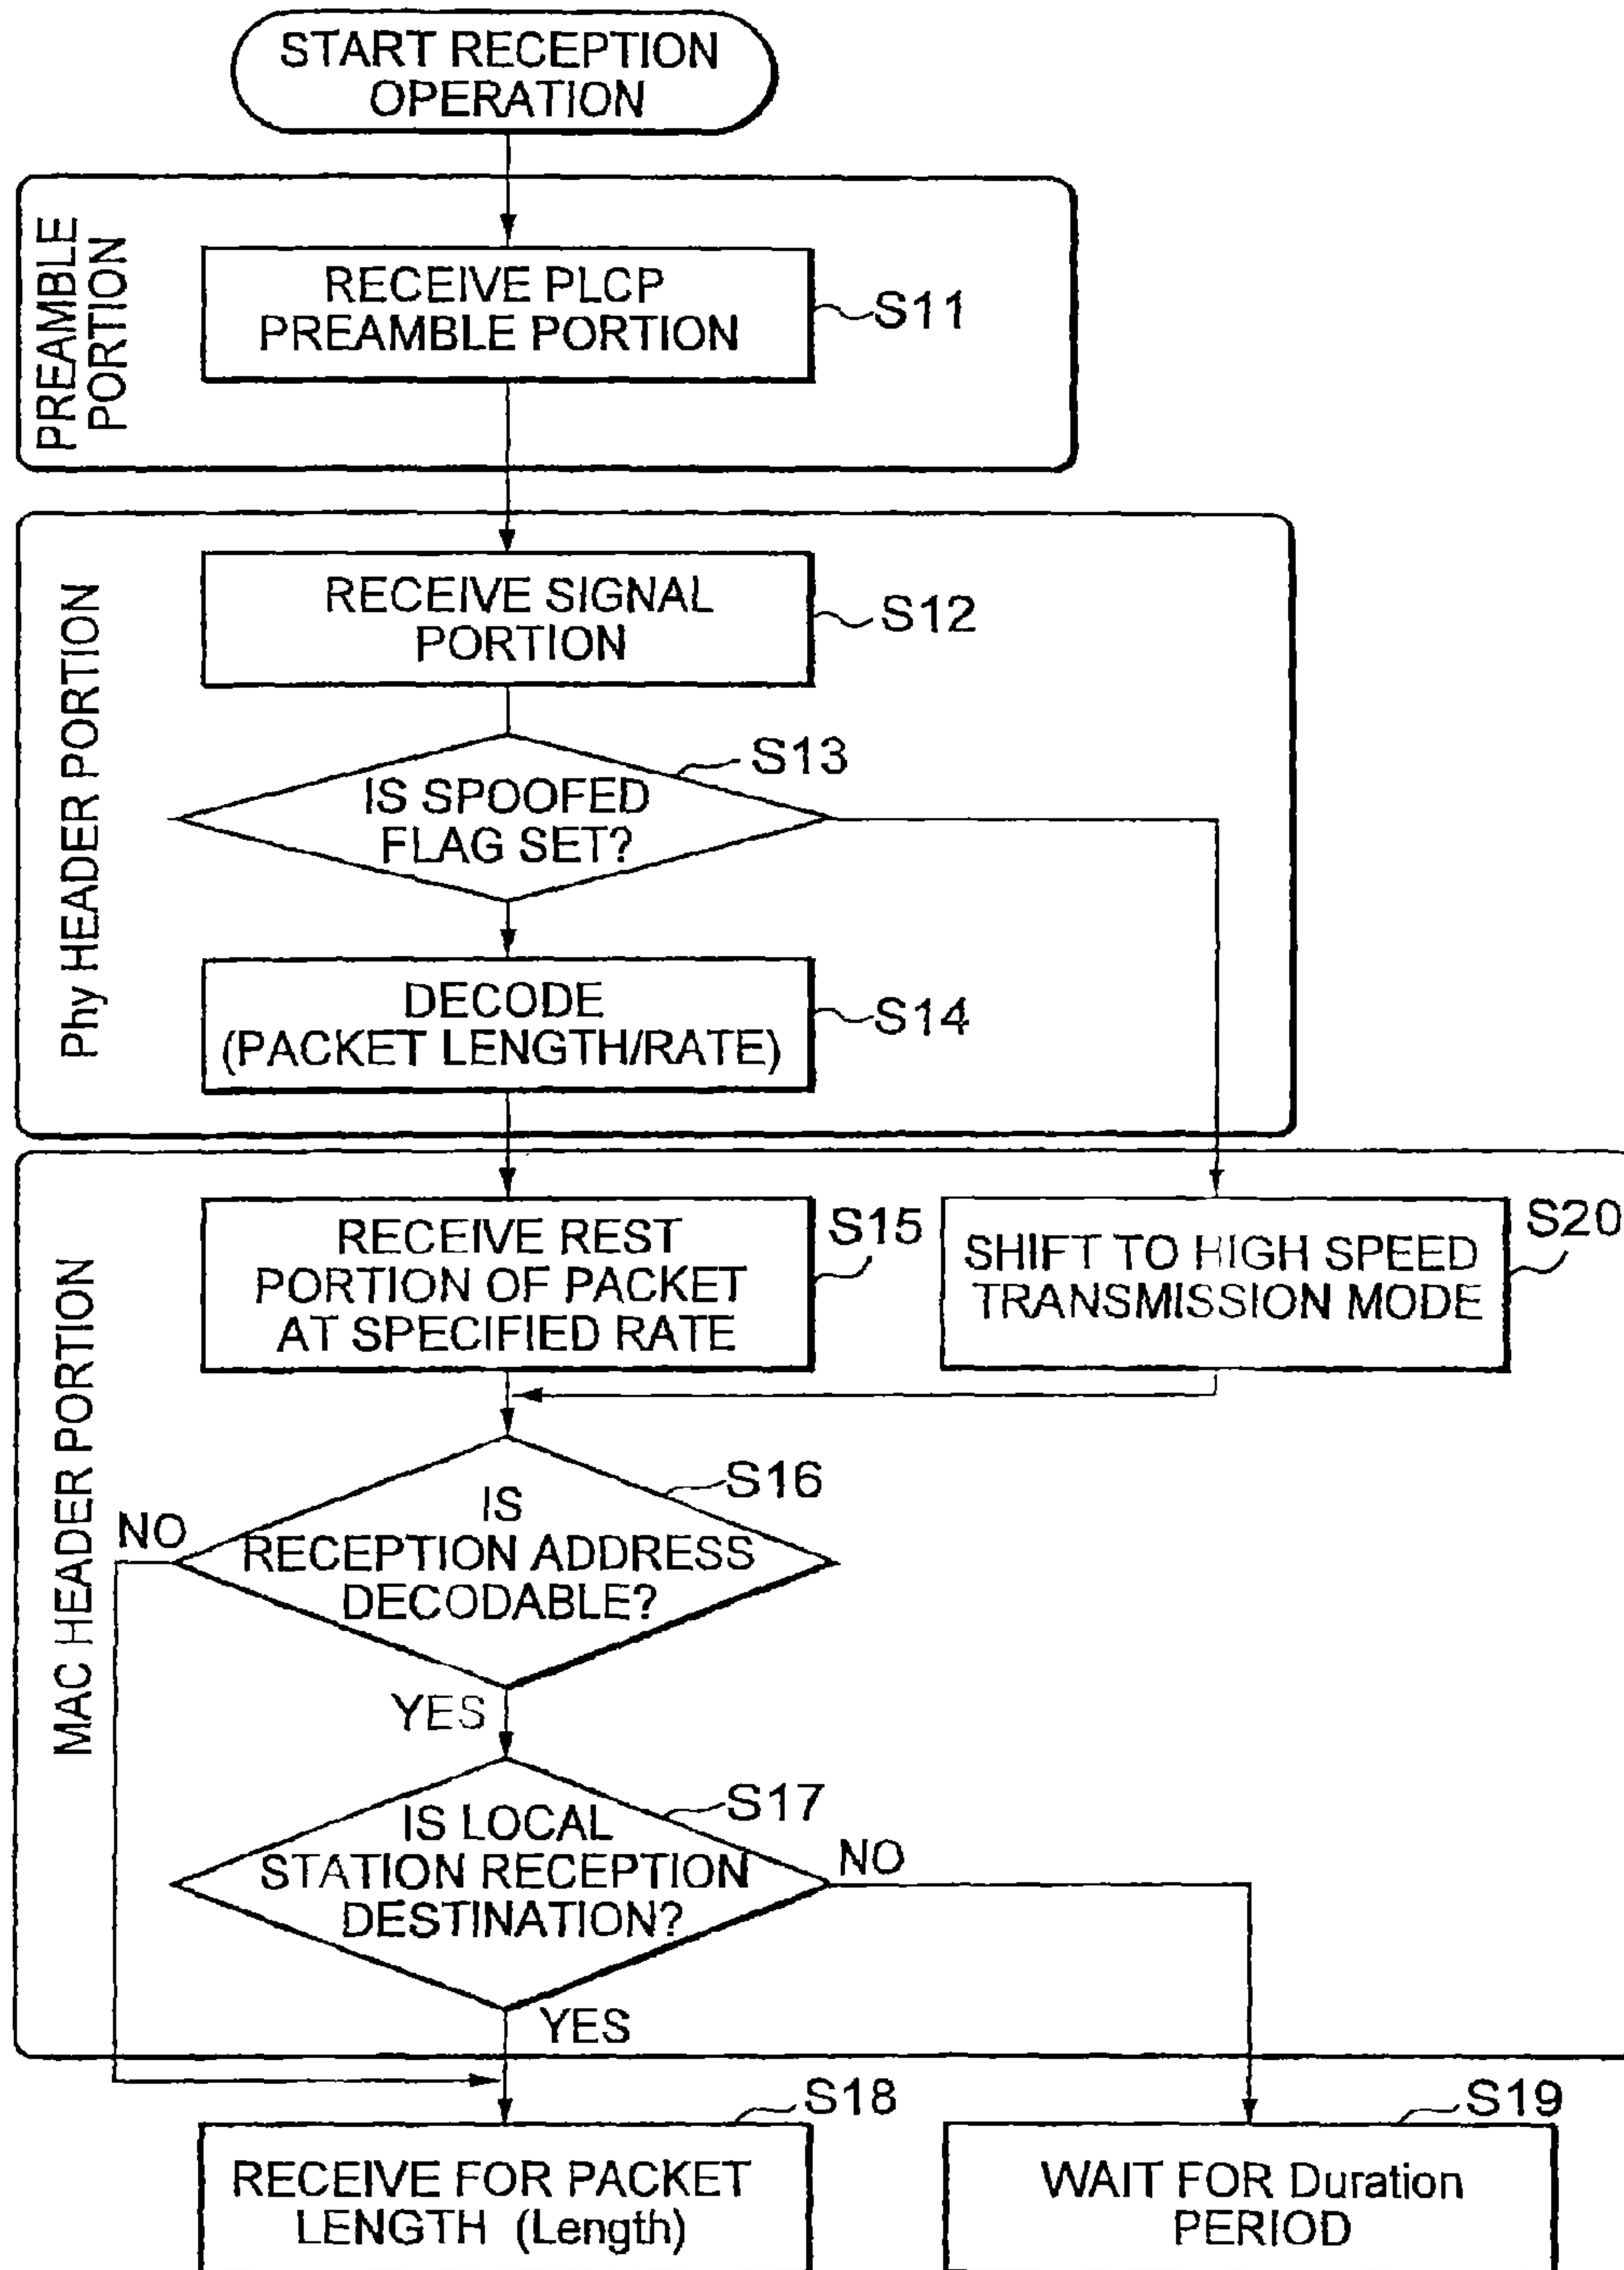 START RECEPTION
OPERATION
PREAMBLE
PORTION
RECEIVE PLCP
PREAMBLE PORTION
S11
Phy HEADER PORTION
RECEIVE SIGNAL
PORTION
S12
S13
IS SPOOFED
FLAG SET?
DECODE
(PACKET LENGTH/RATE)
S14
MAC HEADER PORTION
RECEIVE REST
PORTION OF PACKET
AT SPECIFIED RATE
S15
SHIFT TO HIGH SPEED
TRANSMISSION MODE
S20
S16
IS
RECEPTION ADDRESS
DECODABLE?
NO
YES
S17
IS LOCAL
STATION RECEPTION
DESTINATION?
NO
YES
S18
RECEIVE FOR PACKET
LENGTH (Length)
S19
WAIT FOR Duration
PERIOD